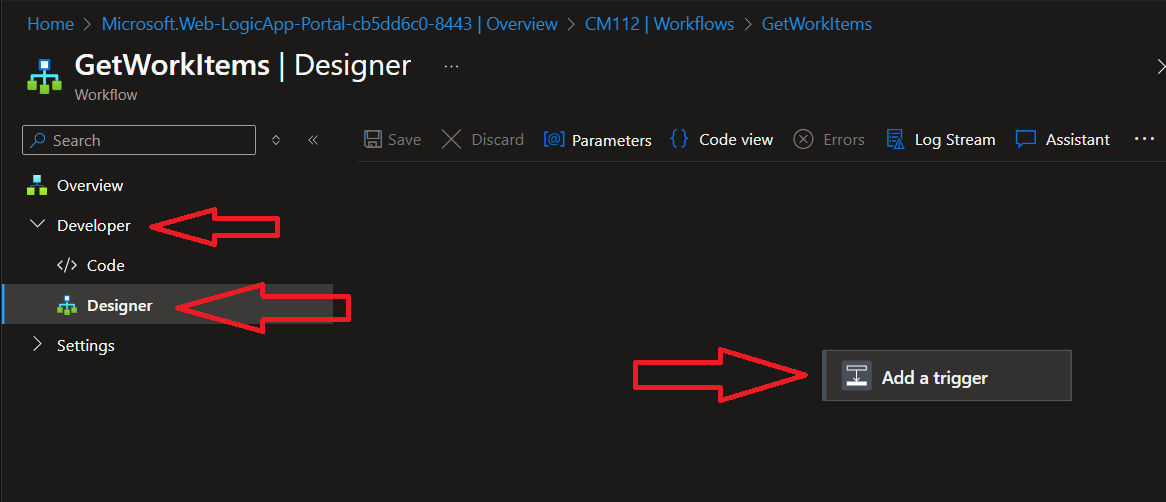 Home > Microsoft.Web-LogicApp-Portal-cb5dd6c0-8443 | Overview > CM112 | Workflows > GetWorkItems
GetWorkItems | Designer ...
Workflow
Search
Save Discard Parameters Code view Errors Log Stream Assistant ...
Overview
Developer
</> Code
Designer
Settings
Add a trigger